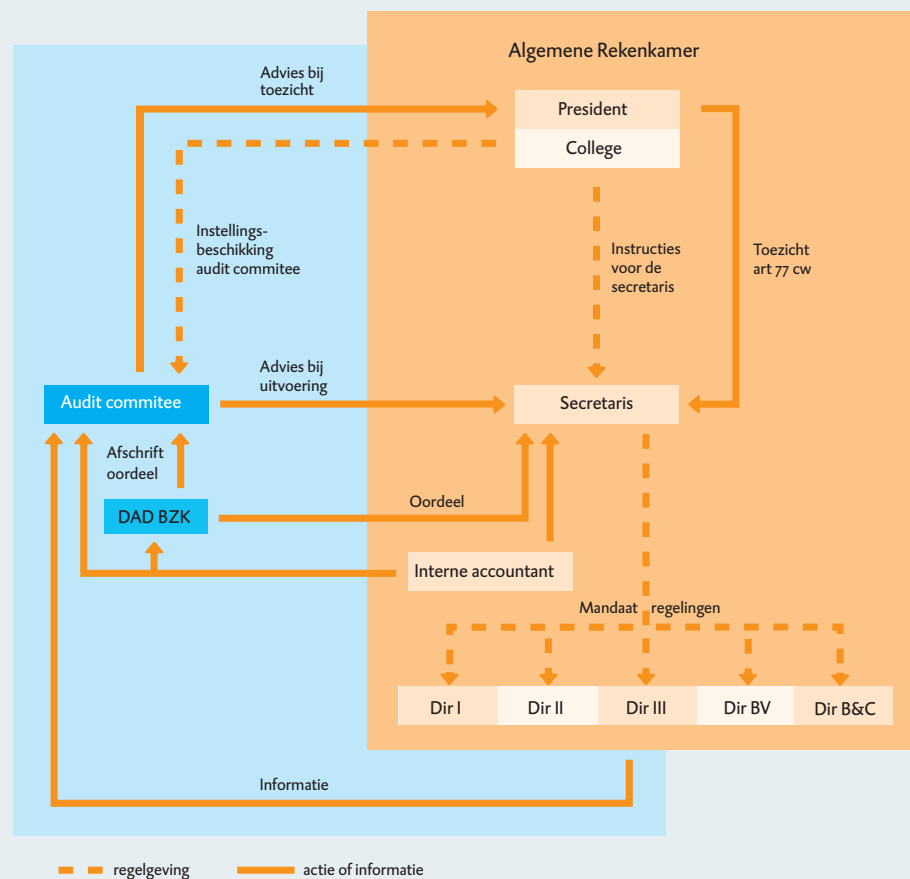 Algemene Rekenkamer
Advies bij
toezicht
President
College
Instellings-
beschikking
audit commitee
Instructies
voor de
secretaris
Toezicht
art 77 cw
Advies bij
uitvoering
Audit commitee
Secretaris
Afschrift
oordeel
DAD BZK
Oordeel
Interne accountant
Mandaat regelingen
Dir I
Dir II
Dir III
Dir BV
Dir B&C
Informatie
regelgeving
actie of informatie